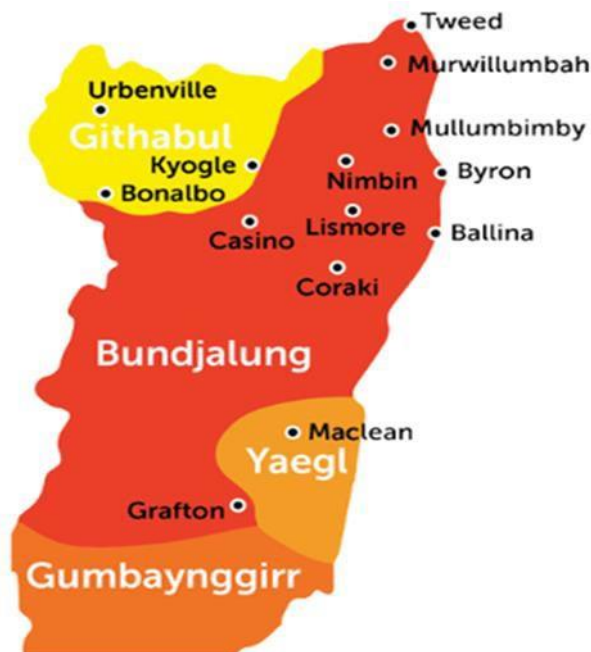 Tweed
Murwillumbah
Urbenville
Githabul
Mullumbimby
Kyogle
Nimbin
Byron
Bonalbo
Casino
Lismore
Ballina
Coraki
Bundjalung
Maclean
Yaegl
Grafton
Gumbaynggirr